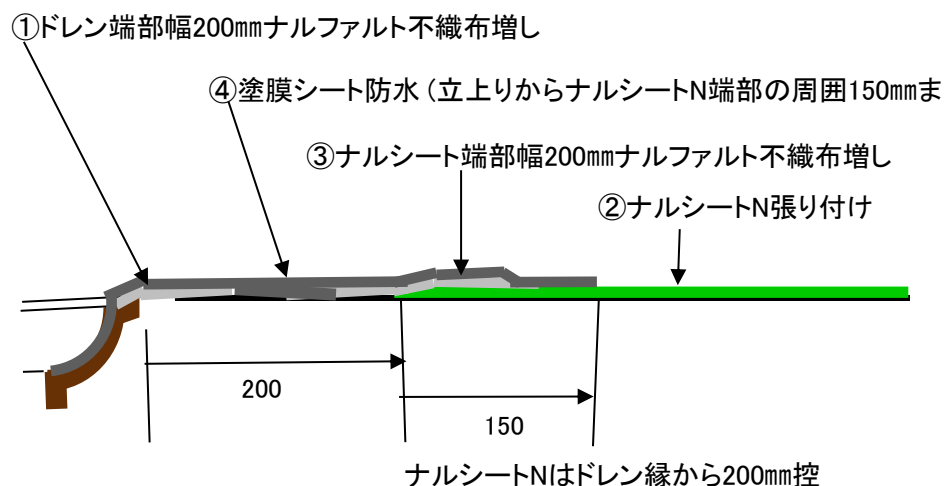 ①ドレン端部幅200㎜ナルファルト不織布増し
④塗膜シート防水（立上りからナルシートN端部の周囲150㎜ま
③ナルシート端部幅200㎜ナルファルト不織布増し
②ナルシートN張り付け
200
150
ナルシートNはドレン縁から200㎜控